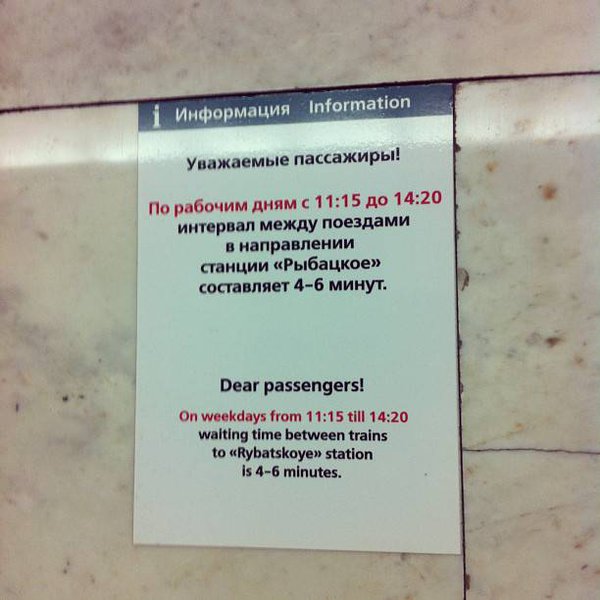 i Информация Information
Уважаемые пассажиры!
По рабочим дням с 11:15 до 14:20
интервал между поездами
в направлении
станции «Рыбацкое»
составляет 4–6 минут.
Dear passengers!
On weekdays from 11:15 till 14:20
waiting time between trains
to «Rybatskoye» station
is 4–6 minutes.